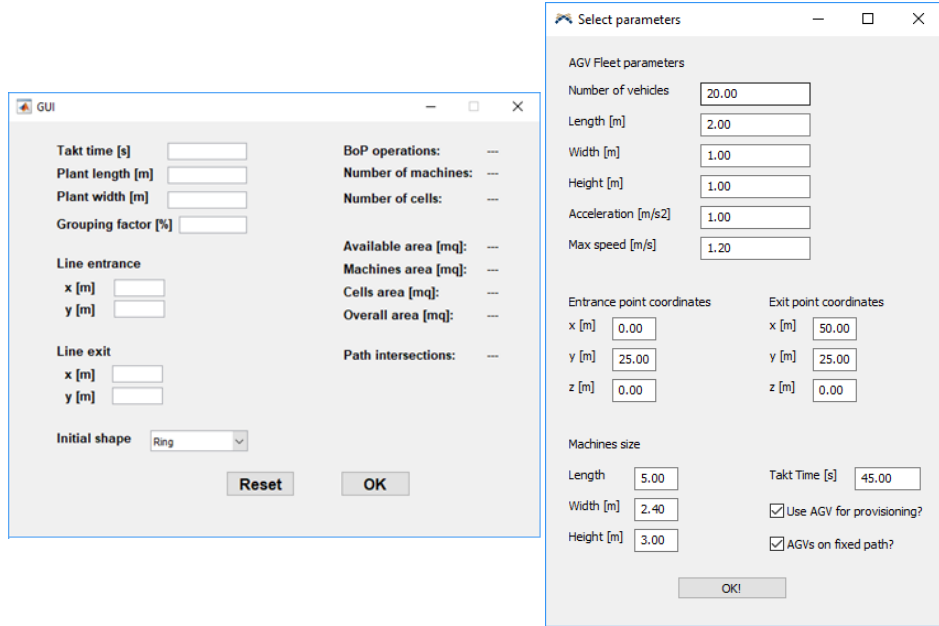 GUI
Takt time [s]
Plant length [m]
Plant width [m]
Grouping factor [%]
Line entrance
x [m]
y [m]
Line exit
x [m]
y [m]
Initial shape Ring
BoP operations: ---
Number of machines: ---
Number of cells: ---
Available area [mq]: ---
Machines area [mq]: ---
Cells area [mq]: ---
Overall area [mq]: ---
Path intersections: ---
Reset OK
Select parameters
AGV Fleet parameters
Number of vehicles 20.00
Length [m] 2.00
Width [m] 1.00
Height [m] 1.00
Acceleration [m/s2] 1.00
Max speed [m/s] 1.20
Entrance point coordinates
x [m] 0.00
y [m] 25.00
z [m] 0.00
Exit point coordinates
x [m] 50.00
y [m] 25.00
z [m] 0.00
Machines size
Length 5.00
Width [m] 2.40
Height [m] 3.00
Takt Time [s] 45.00
Use AGV for provisioning?
AGVs on fixed path?
OK!